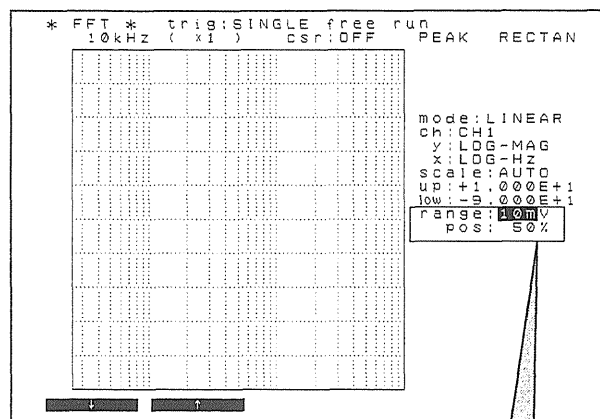 * FFT * trig:SINGLE free run
10kHz ( x1 ) csr:OFF PEAK RECTAN
mode:LINEAR
ch:CH1
y:LOG-MAG
x:LOG-Hz
scale:AUTO
up:+1.000E+1
low:-9.000E+1
range:10mV
pos: 50%
↓ ↑